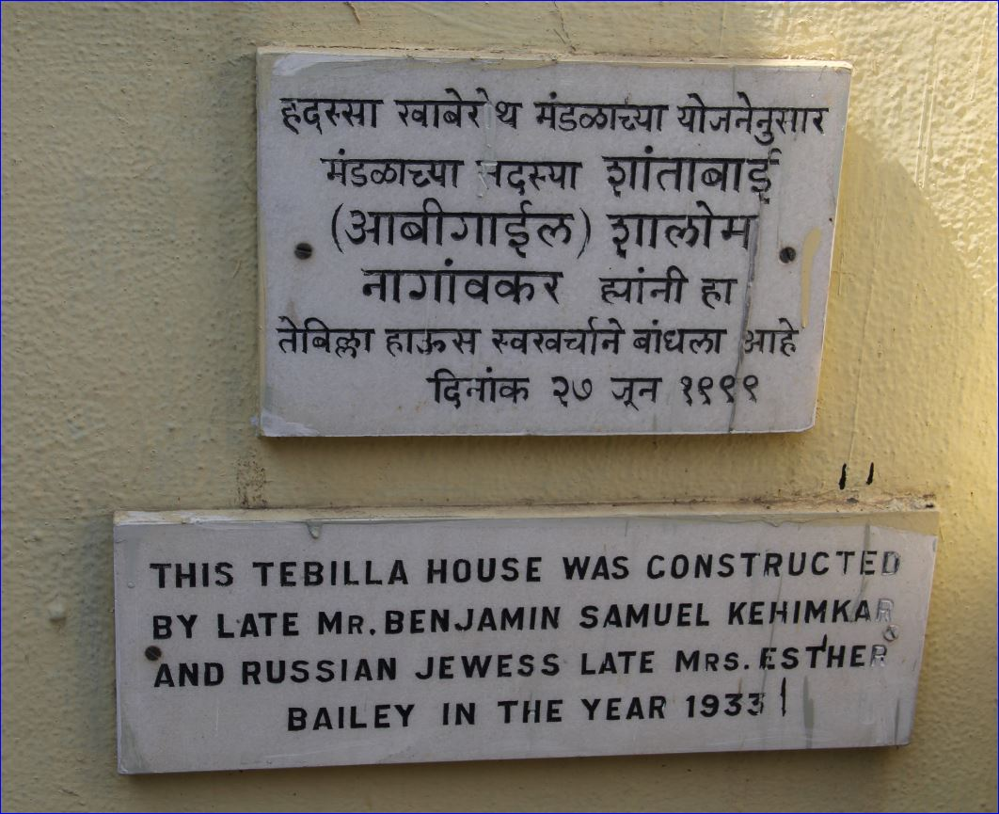 हदस्सा खाबेरोथ मंडळाच्या योजनेनुसार
मंडळाच्या सदस्या शांताबाई
(आबीगाईल) शालोम
नागांवकर ह्यांनी हा
तेबिल्ला हाऊस स्वखर्चाने बांधला आहे
दिनांक २७ जून १९९९
THIS TEBILLA HOUSE WAS CONSTRUCTED
BY LATE MR. BENJAMIN SAMUEL KEHIMKAR
AND RUSSIAN JEWESS LATE MRS. ESTHER
BAILEY IN THE YEAR 1933